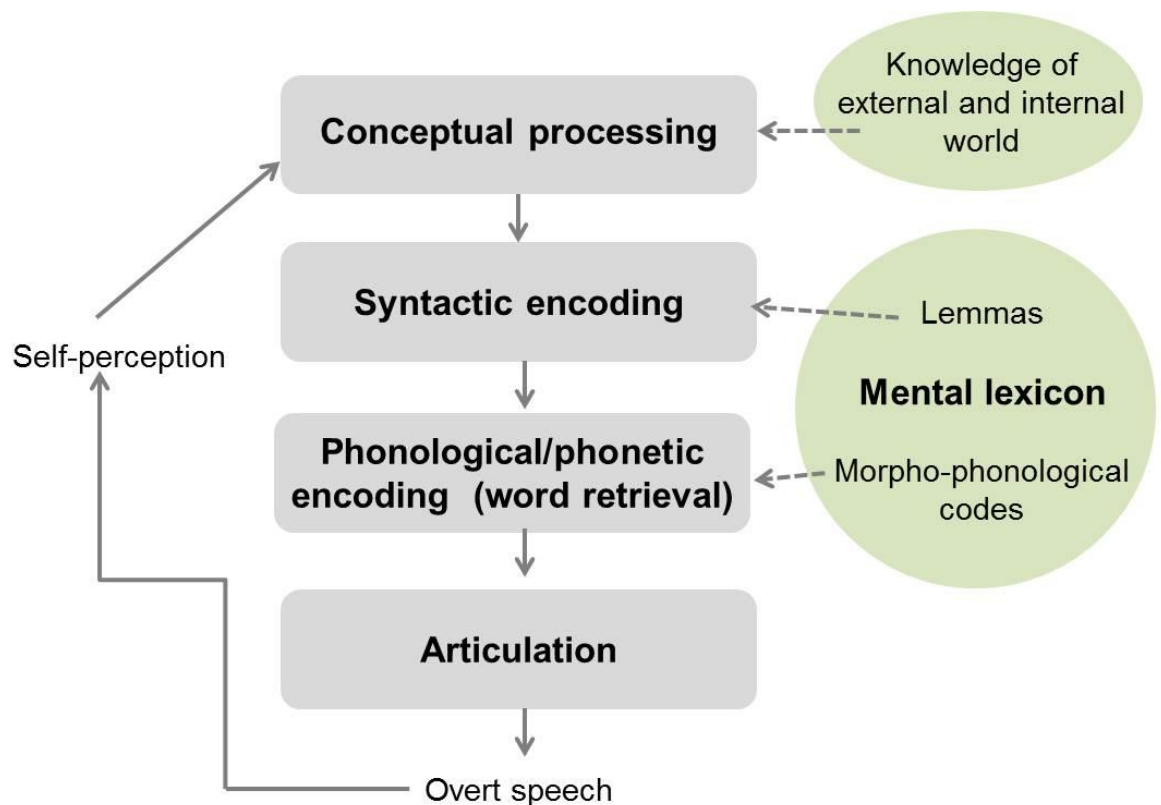 Knowledge of
external and internal
world
Conceptual processing
Syntactic encoding
Lemmas
Self-perception
Mental lexicon
Phonological/phonetic
encoding (word retrieval)
Morpho-phonological
codes
Articulation
Overt speech